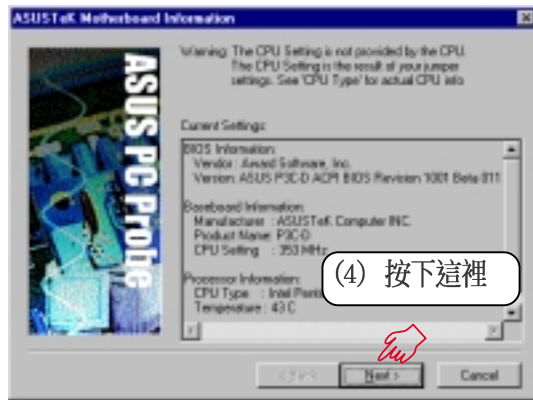 ASUSTeK Motherboard Information
ASUS PC Probe
Warning: The CPU Setting is not provided by the CPU.
The CPU Setting is the result of your jumper
settings. See 'CPU Type' for actual CPU info
Current Settings:
BIOS Information:
Vendor : Award Software, Inc.
Version: ASUS P3C-D ACPI BIOS Revision 1001 Beta 011
Baseboard Information:
Manufacturer : ASUSTeK Computer INC.
Product Name: P3C-D
CPU Setting : 353 MHz
Processor Information:
CPU Type : Intel
Temperature : 43 C
(4) 按下這裡
< Back
Next >
Cancel